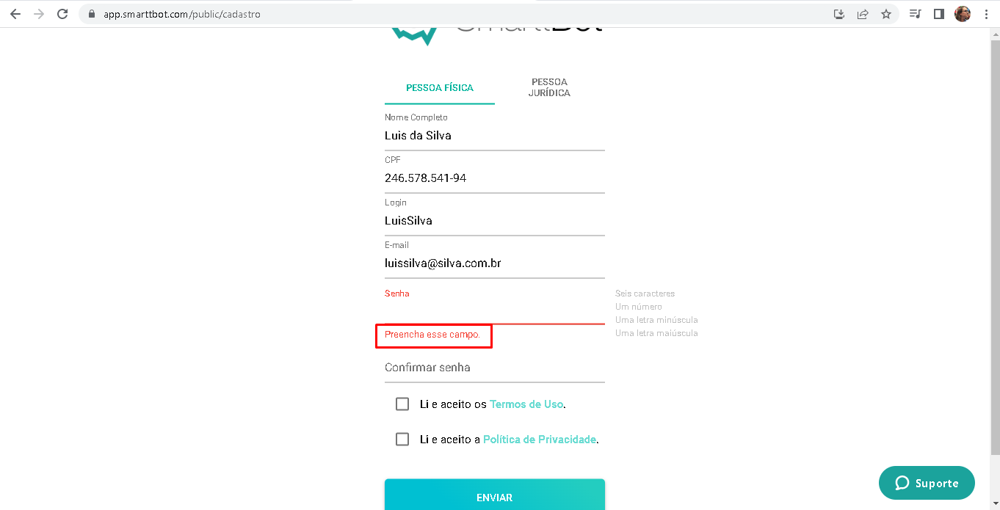 app.smarttbot.com/public/cadastro
SmarttBot
PESSOA FÍSICA
PESSOA
JURÍDICA
Nome Completo
Luis da Silva
CPF
246.578.541-94
Login
LuisSilva
E-mail
luissilva@silva.com.br
Senha
Seis caracteres
Um número
Uma letra minúscula
Uma letra maiúscula
Preencha esse campo.
Confirmar senha
Li e aceito os Termos de Uso.
Li e aceito a Política de Privacidade.
ENVIAR
Suporte